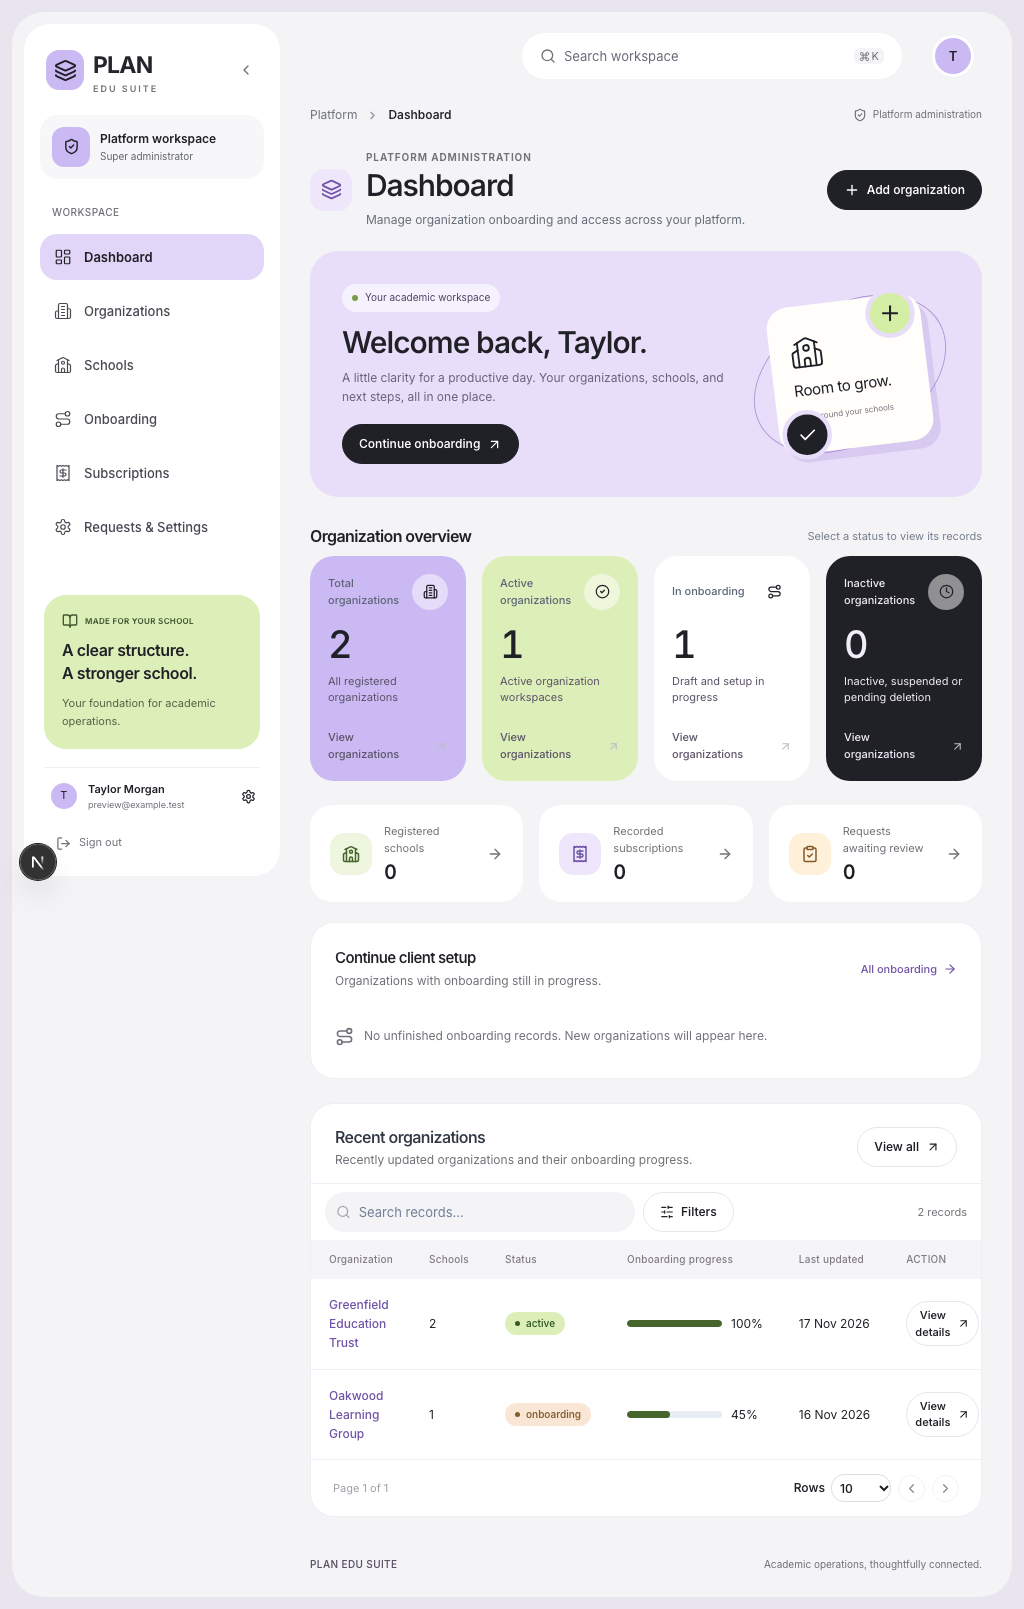 PLAN
EDU SUITE
Platform workspace
Super administrator
WORKSPACE
Dashboard
Organizations
Schools
Onboarding
Subscriptions
Requests & Settings
MADE FOR YOUR SCHOOL
A clear structure.
A stronger school.
Your foundation for academic
operations.
T
Taylor Morgan
preview@example.test
Sign out
N
Search workspace
⌘K
T
Platform
Dashboard
Platform administration
PLATFORM ADMINISTRATION
Dashboard
Manage organization onboarding and access across your platform.
Add organization
Your academic workspace
Welcome back, Taylor.
A little clarity for a productive day. Your organizations, schools, and
next steps, all in one place.
Continue onboarding
Room to grow.
your schools
Organization overview
Select a status to view its records
Total
organizations
2
All registered
organizations
View
organizations
Active
organizations
1
Active organization
workspaces
View
organizations
In onboarding
1
Draft and setup in
progress
View
organizations
Inactive
organizations
0
Inactive, suspended or
pending deletion
View
organizations
Registered
schools
0
Recorded
subscriptions
0
Requests
awaiting review
0
Continue client setup
Organizations with onboarding still in progress.
All onboarding
No unfinished onboarding records. New organizations will appear here.
Recent organizations
Recently updated organizations and their onboarding progress.
View all
Search records...
Filters
2 records
Organization Schools Status Onboarding progress Last updated ACTION
Greenfield
Education
Trust
2
active
100%
17 Nov 2026
View
details
Oakwood
Learning
Group
1
onboarding
45%
16 Nov 2026
View
details
Page 1 of 1
Rows
10
PLAN EDU SUITE
Academic operations, thoughtfully connected.